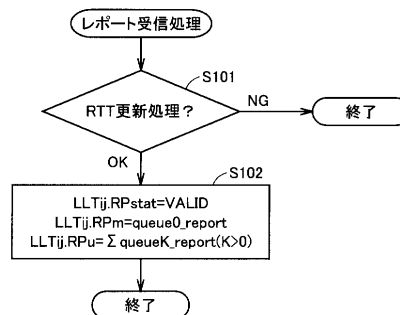 レポート受信処理
S101
RTT更新処理？
NG
終了
OK
S102
LLTij.RPstat=VALID
LLTij.RPm=queue0_report
LLTij.RPu=ΣqueueK_report(K>0)
終了